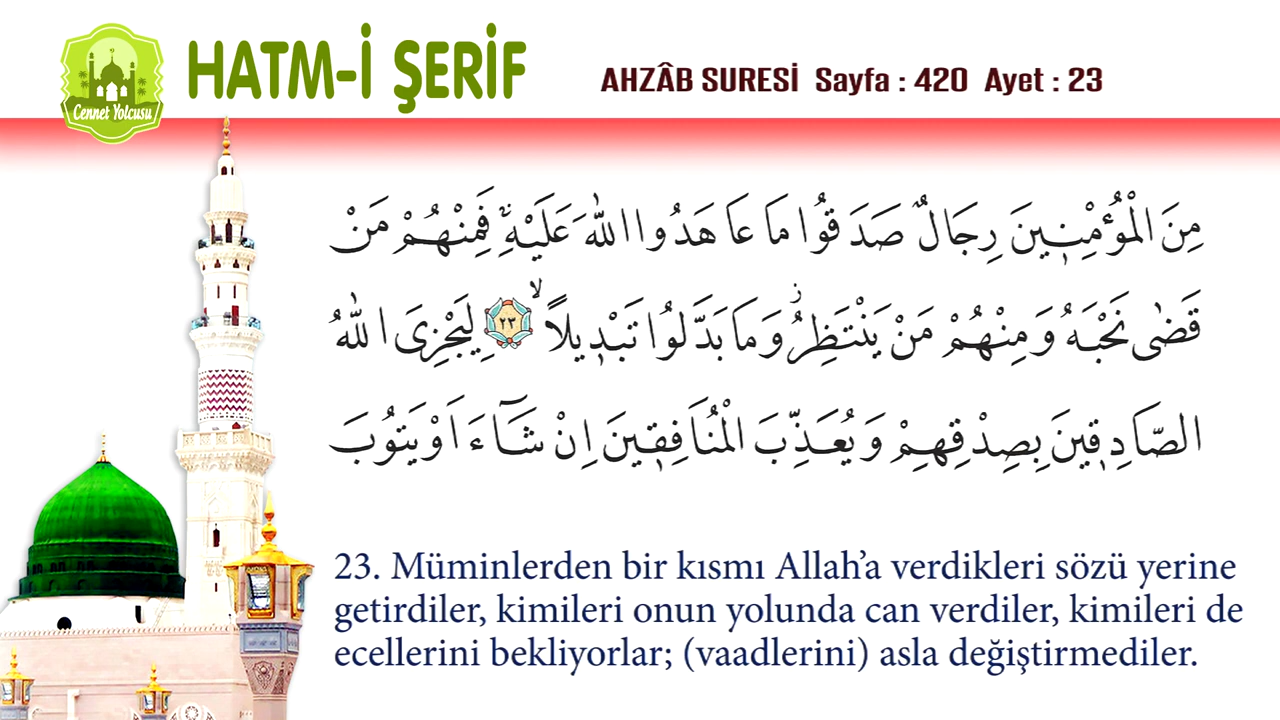 Cennet Yolcusu
HATM-İ ŞERİF
AHZÂB SURESİ Sayfa : 420 Ayet : 23
مِنَ الْمُؤْمِن۪ينَ رِجَالٌ صَدَقُوا مَا عَاهَدُوا اللّٰهَ عَلَيْهِۚ فَمِنْهُمْ مَنْ
قَضٰى نَحْبَهُ وَمِنْهُمْ مَنْ يَنْتَظِرُۘ وَمَا بَدَّلُوا تَبْد۪يلًاۙ ﴿٢٣﴾ لِيَجْزِيَ اللّٰهُ
الصَّادِق۪ينَ بِصِدْقِهِمْ وَيُعَذِّبَ الْمُنَافِق۪ينَ اِنْ شَٓاءَ اَوْ يَتُوبَ
23. Müminlerden bir kısmı Allah’a verdikleri sözü yerine
getirdiler, kimileri onun yolunda can verdiler, kimileri de
ecellerini bekliyorlar; (vaadlerini) asla değiştirmediler.